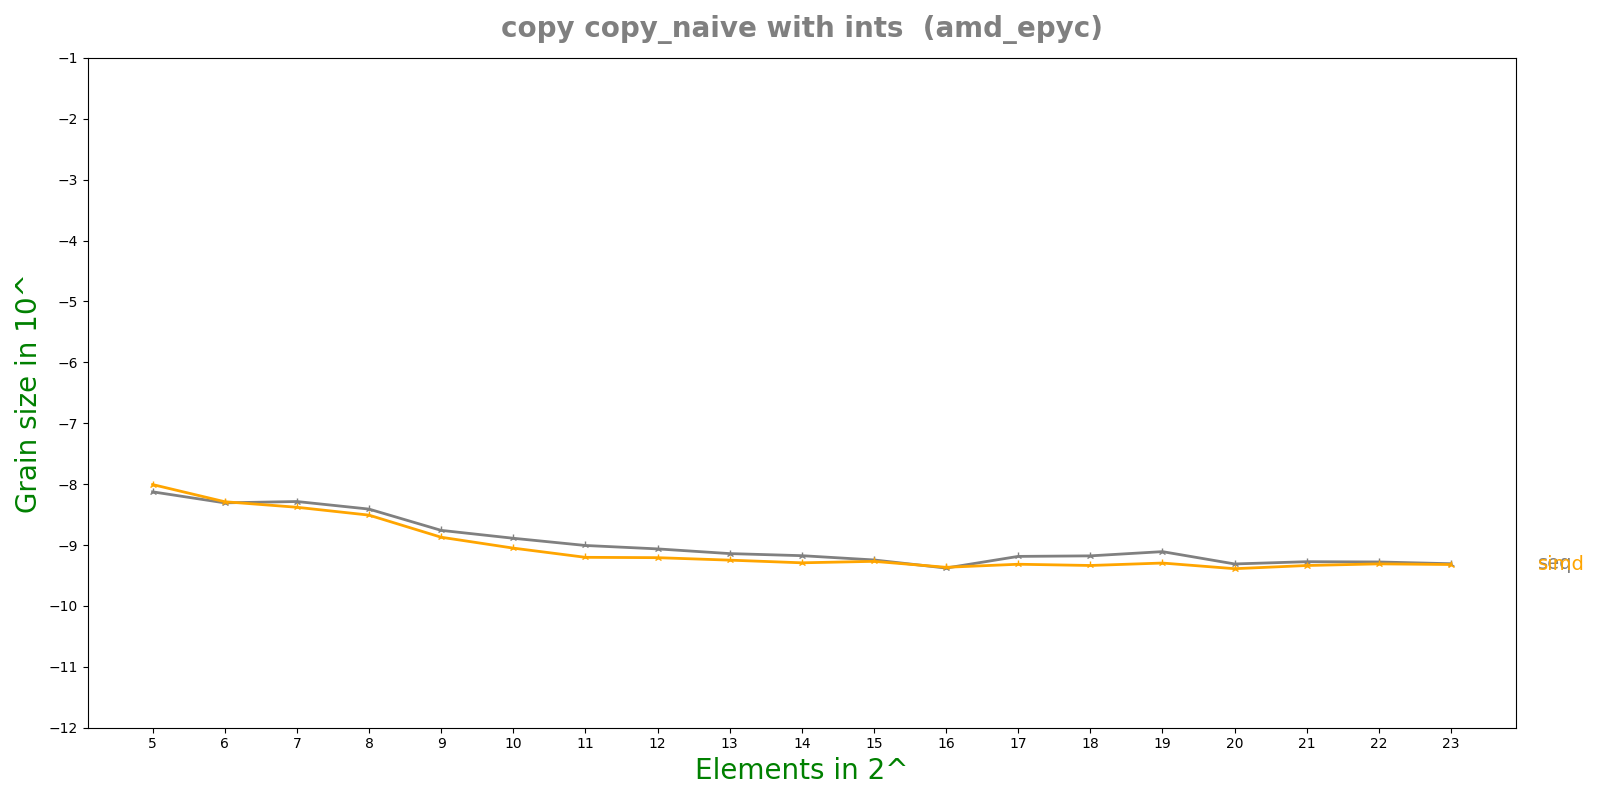 copy copy_naive with ints (amd_epyc)
−1
−2
−3
−4
−5
−6
−7
−8
−9
−10
−11
−12
Grain size in 10^
seq
simd
5 6 7 8 9 10 11 12 13 14 15 16 17 18 19 20 21 22 23
Elements in 2^